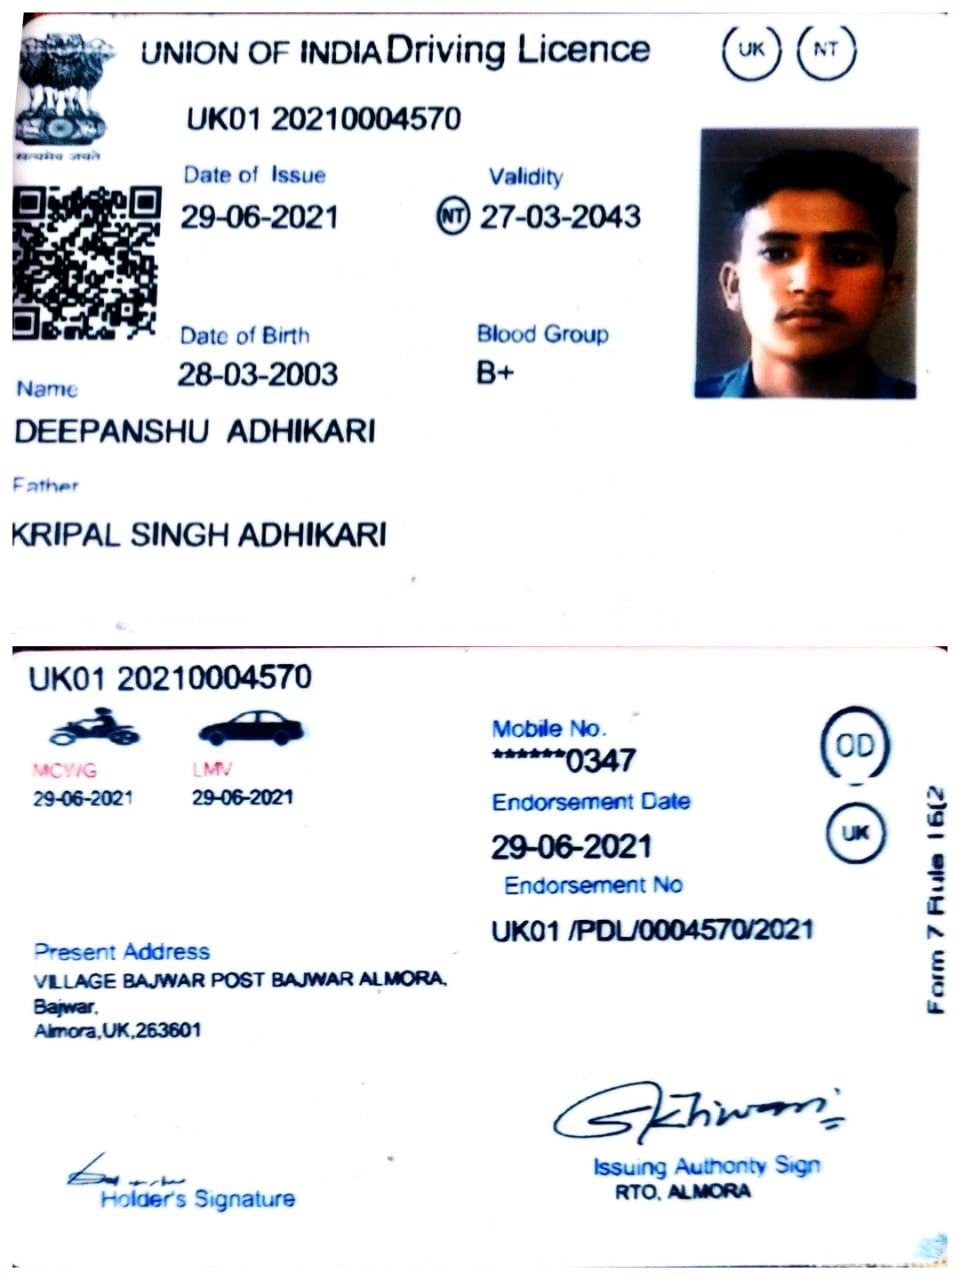 UNION OF INDIA Driving Licence
UK NT
UK01 20210004570
सत्यमेव जयते
Date of Issue Validity
29-06-2021 NT 27-03-2043
Date of Birth Blood Group
28-03-2003 B+
Name
DEEPANSHU ADHIKARI
Father
KRIPAL SINGH ADHIKARI
UK01 20210004570
MCWG LMV
29-06-2021 29-06-2021
Mobile No.
******0347
OD
Endorsement Date
29-06-2021
UK
Endorsement No
UK01 /PDL/0004570/2021
Form 7 Rule 16(2
Present Address
VILLAGE BAJWAR POST BAJWAR ALMORA,
Bajwar,
Almora,UK,263601
Holder's Signature
Issuing Authority Sign
RTO, ALMORA